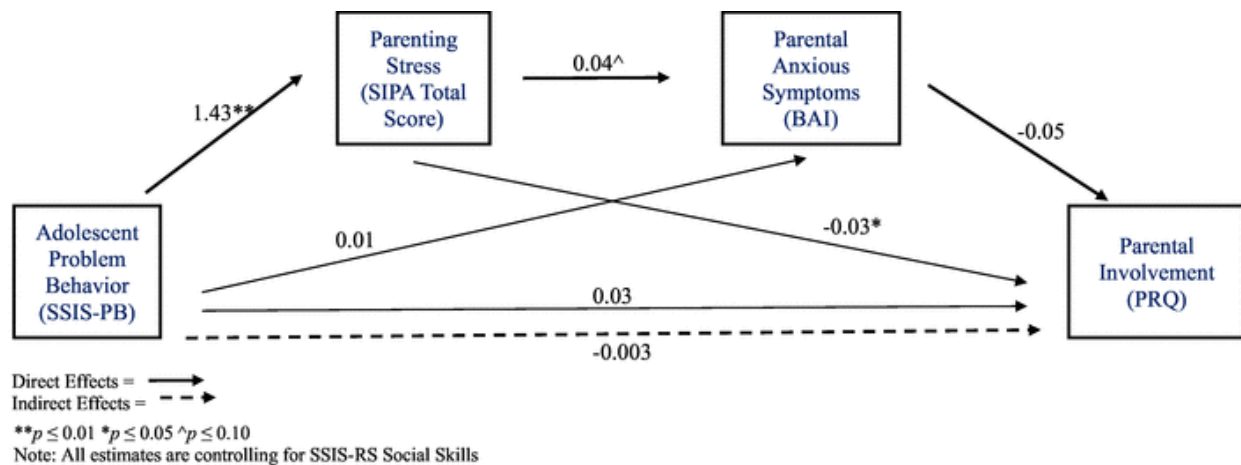 Parenting
Stress
(SIPA Total
Score)
0.04^
Parental
Anxious
Symptoms
(BAI)
1.43**
-0.05
Adolescent
Problem
Behavior
(SSIS-PB)
0.01
-0.03*
Parental
Involvement
(PRQ)
0.03
-0.003
Direct Effects =
Indirect Effects =
**p ≤ 0.01 *p ≤ 0.05 ^p ≤ 0.10
Note: All estimates are controlling for SSIS-RS Social Skills